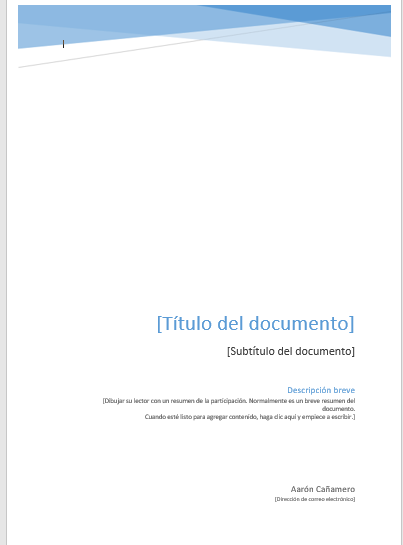 [Título del documento]
[Subtítulo del documento]
Descripción breve
[Dibujar su lector con un resumen de la participación. Normalmente es un breve resumen del
documento.
Cuando esté listo para agregar contenido, haga clic aquí y empiece a escribir.]
Aarón Cañamero
[Dirección de correo electrónico]